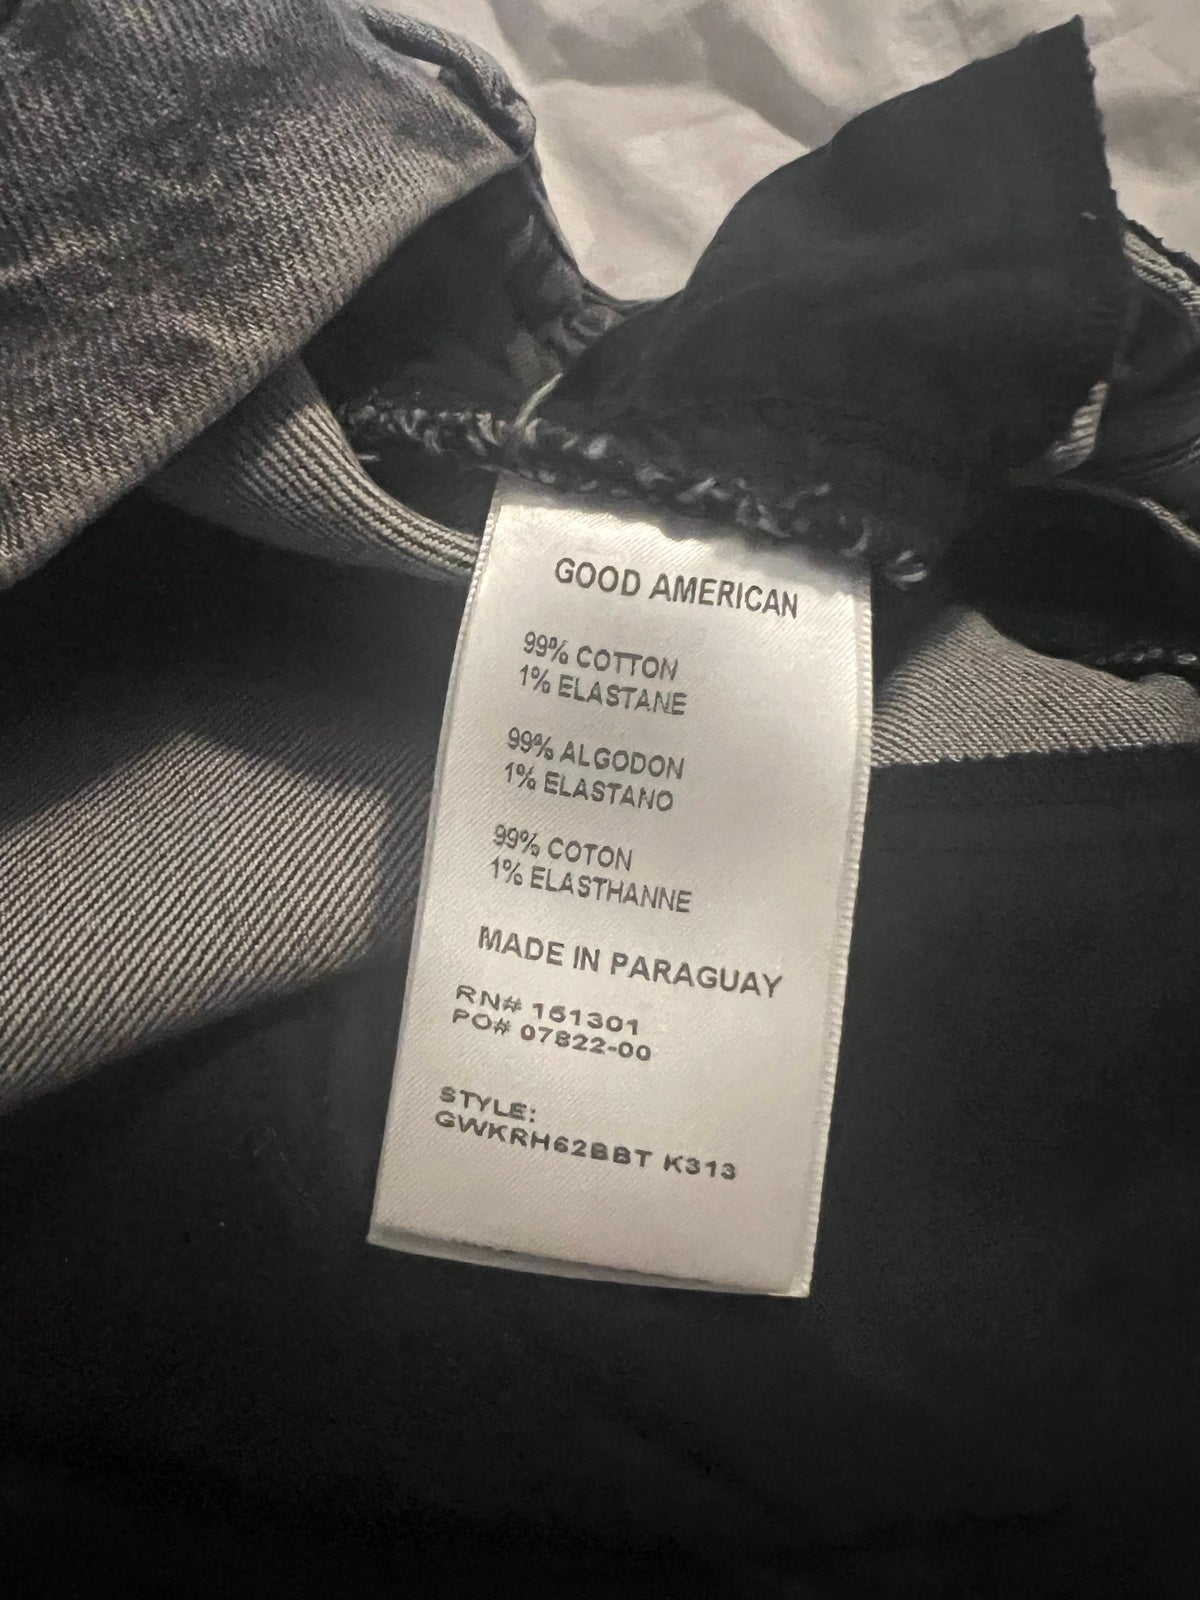 GOOD AMERICAN
99% COTTON
1% ELASTANE
99% ALGODON
1% ELASTANO
99% COTON
1% ELASTHANNE
MADE IN PARAGUAY
RN# 151301
PO# 07822-00
STYLE:
GWKRH62BBT K313